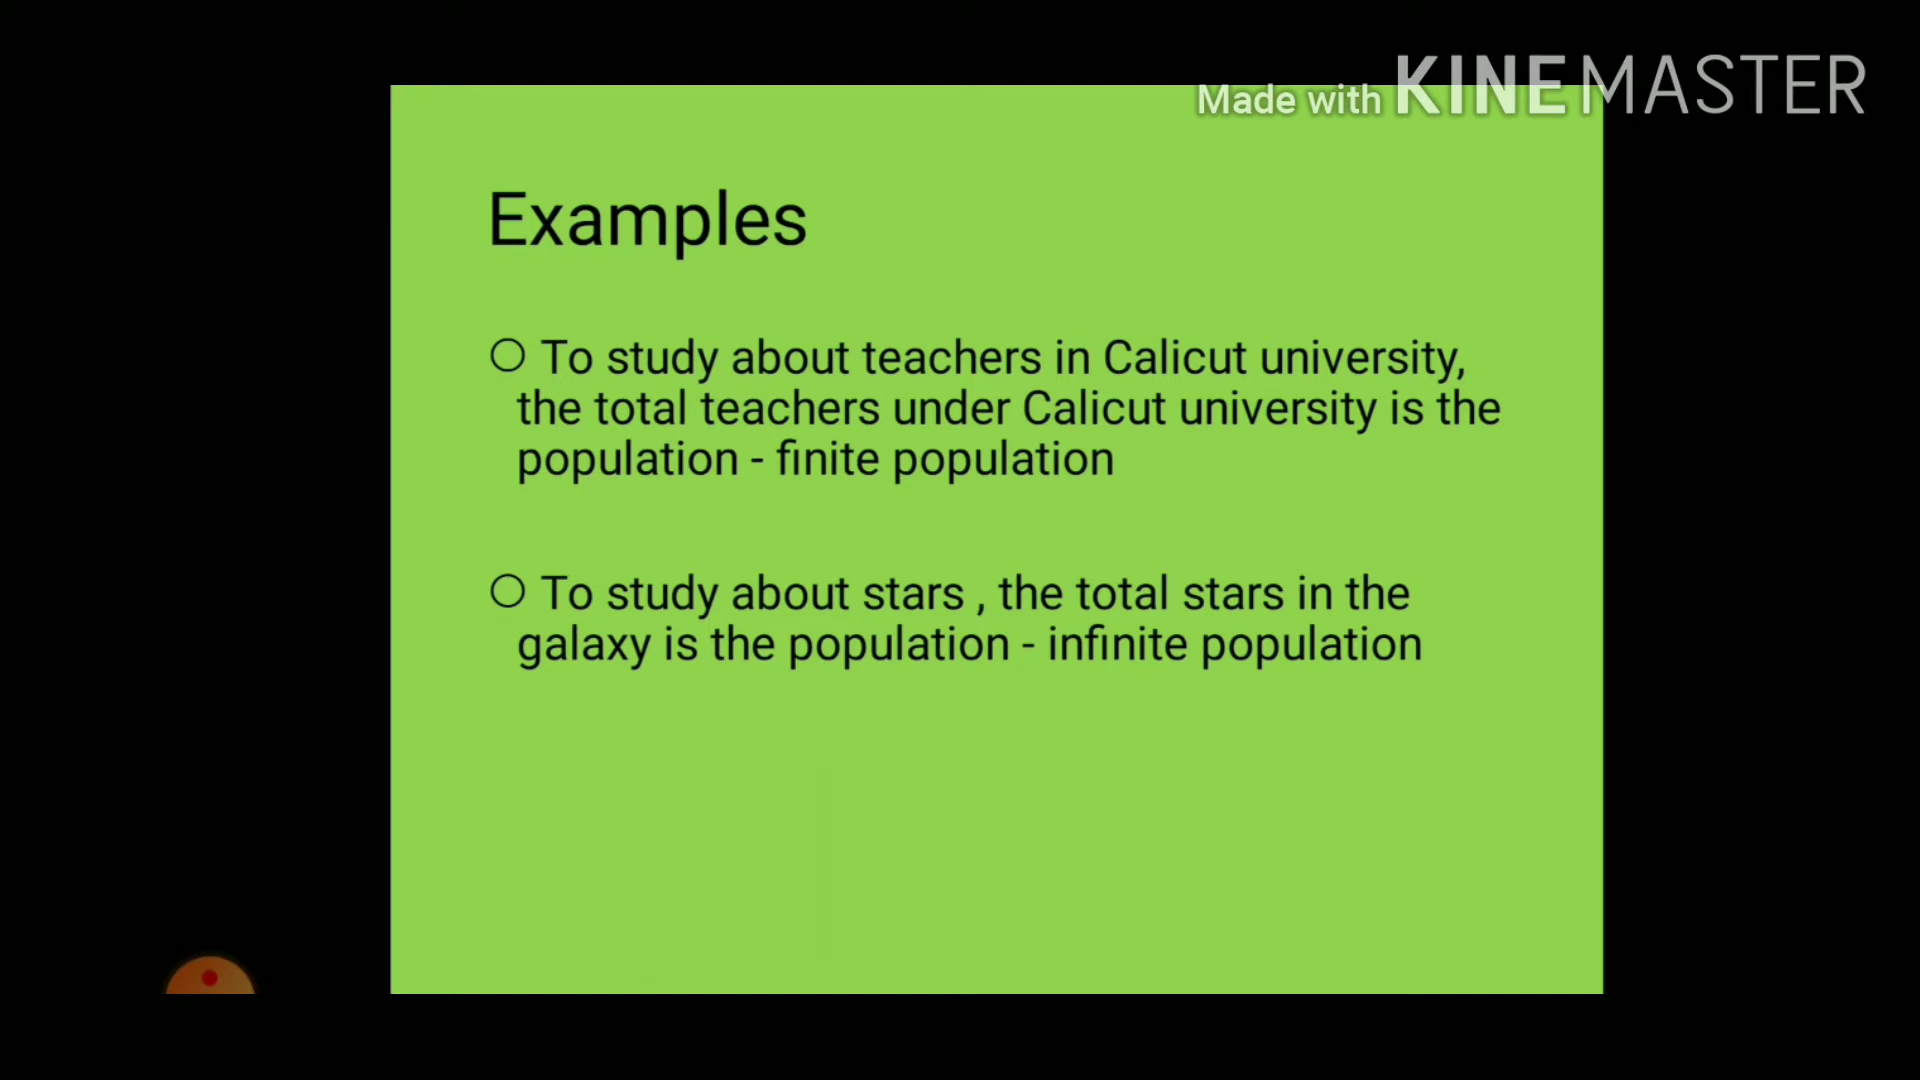 Made with KINEMASTER
Examples
To study about teachers in Calicut university,
the total teachers under Calicut university is the
population - finite population
To study about stars , the total stars in the
galaxy is the population - infinite population